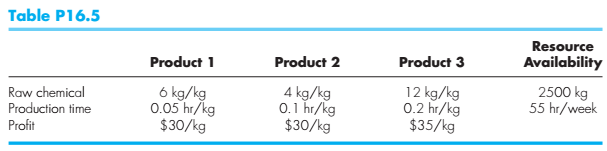 Table P16.5
Product 1 Product 2 Product 3 Resource Availability
Raw chemical 6 kg/kg 4 kg/kg 12 kg/kg 2500 kg
Production time 0.05 hr/kg 0.1 hr/kg 0.2 hr/kg 55 hr/week
Profit $30/kg $30/kg $35/kg